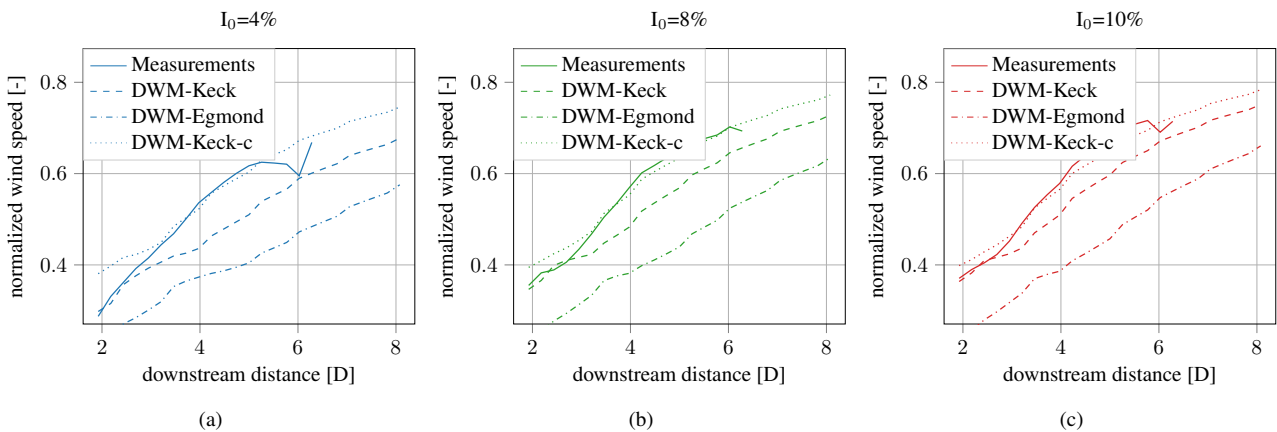 I0=4%
0.8
0.6
0.4
normalized wind speed [-]
Measurements
DWM-Keck
DWM-Egmond
DWM-Keck-c
2 4 6 8
downstream distance [D]
(a)
I0=8%
0.8
0.6
0.4
normalized wind speed [-]
Measurements
DWM-Keck
DWM-Egmond
DWM-Keck-c
2 4 6 8
downstream distance [D]
(b)
I0=10%
0.8
0.6
0.4
normalized wind speed [-]
Measurements
DWM-Keck
DWM-Egmond
DWM-Keck-c
2 4 6 8
downstream distance [D]
(c)